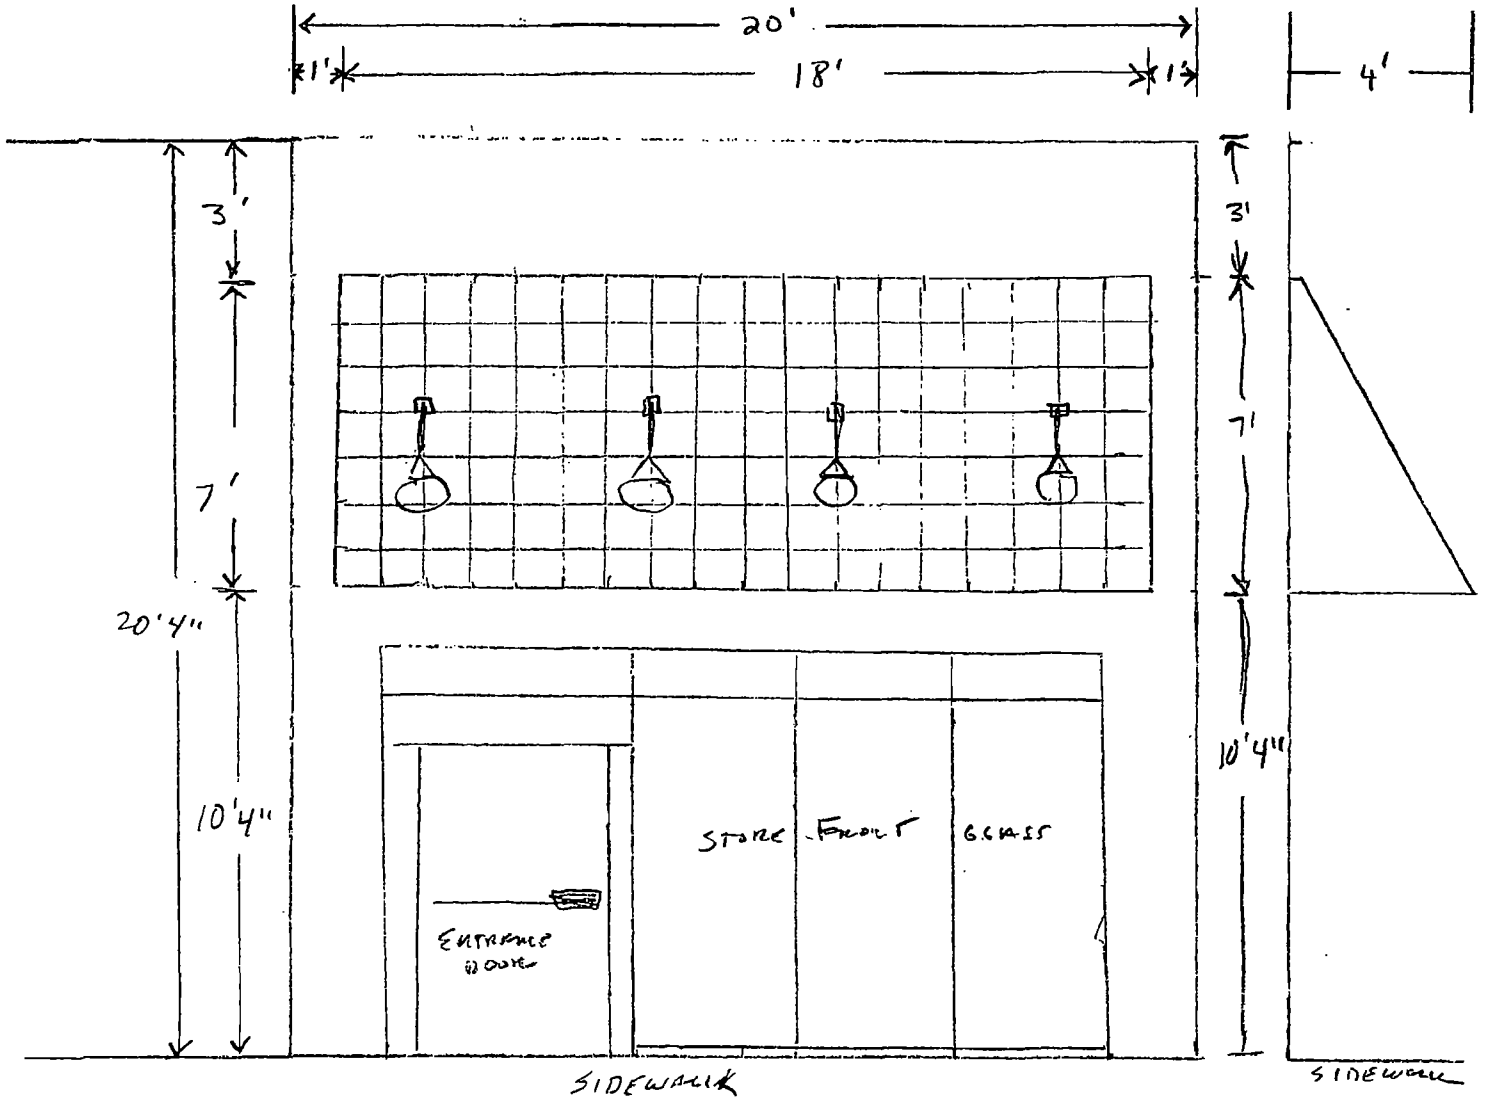 20'
1' 18' 1' 4'
3' 3'
7' 7'
20'4"
10'4" 10'4"
STORE FRONT GLASS
ENTRANCE
DOOR
SIDEWALK SIDEWALK